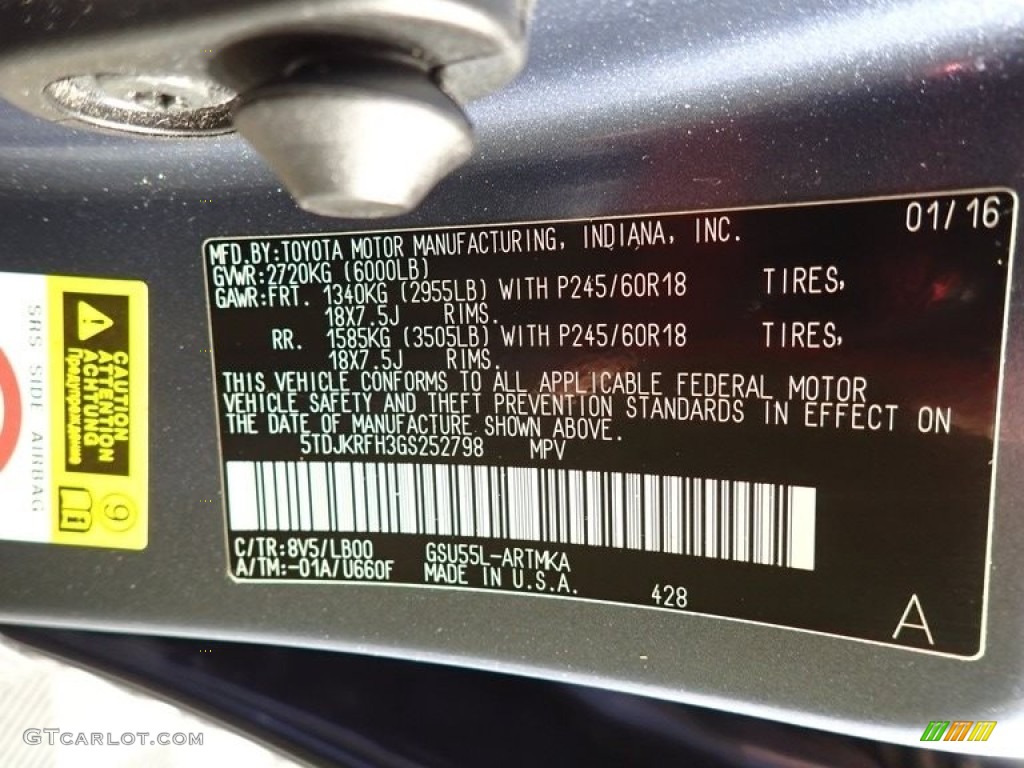 01/16
MFD.BY:TOYOTA MOTOR MANUFACTURING, INDIANA, INC.
GVWR:2720KG (6000LB)
GAWR:FRT. 1340KG (2955LB) WITH P245/60R18 TIRES,
18X7.5J RIMS.
RR. 1585KG (3505LB) WITH P245/60R18 TIRES,
18X7.5J RIMS.
THIS VEHICLE CONFORMS TO ALL APPLICABLE FEDERAL MOTOR
VEHICLE SAFETY AND THEFT PREVENTION STANDARDS IN EFFECT ON
THE DATE OF MANUFACTURE SHOWN ABOVE.
5TDJKRFH3GS252798 MPV
C/TR:8V5/LB00 GSU55L-ARTMKA
A/TM:-01A/U660F MADE IN U.S.A.
428
A
CAUTION
ATTENTION
ACHTUNG
Предупреждение
9
SRS SIDE AIRBAG
GTCarLot.com